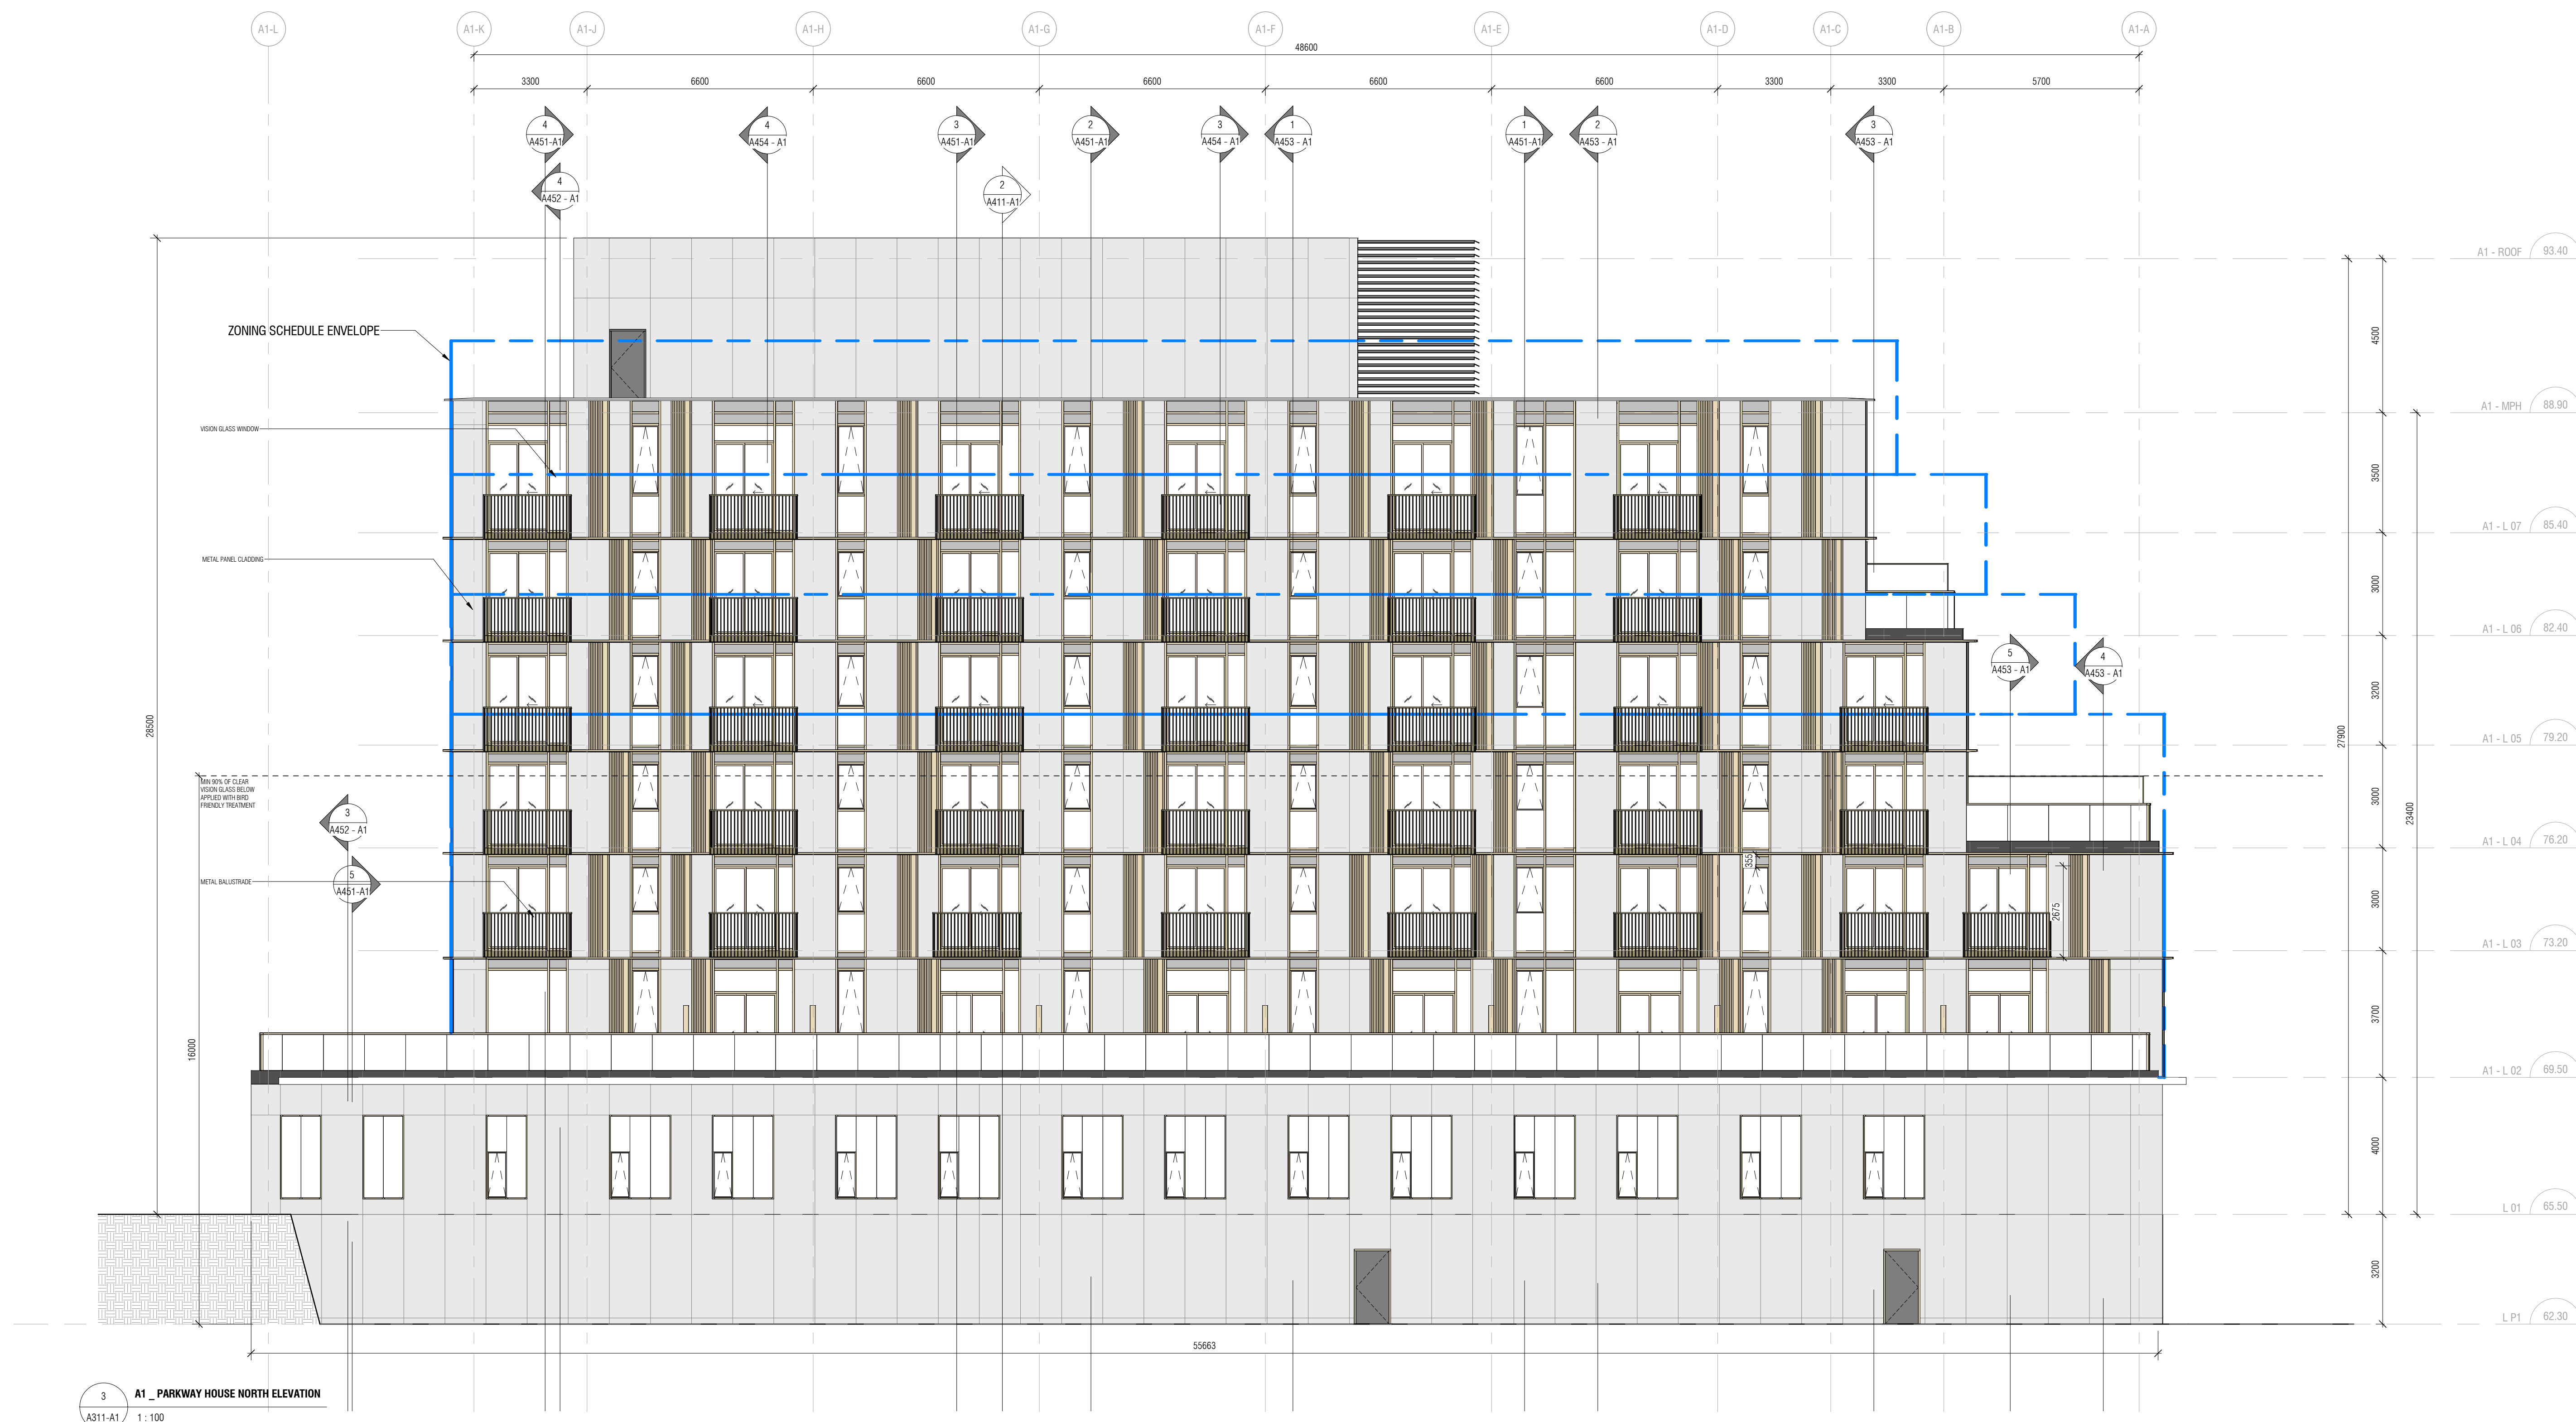 A1-L
A1-K
A1-J
A1-H
A1-G
A1-F
A1-E
A1-D
A1-C
A1-B
A1-A
48600
3300
6600
6600
6600
6600
6600
3300
3300
5700
4
A451-A1
4
A454 - A1
3
A451-A1
2
A451-A1
3
A454 - A1
1
A453 - A1
1
A451-A1
2
A453 - A1
3
A453 - A1
4
A452 - A1
2
A411-A1
A1 - ROOF
93.40
ZONING SCHEDULE ENVELOPE
4500
A1 - MPH
88.90
VISION GLASS WINDOW
3500
A1 - L 07
85.40
METAL PANEL CLADDING
3000
A1 - L 06
82.40
5
A453 - A1
4
A453 - A1
3200
28500
27900
A1 - L 05
79.20
MIN 90% OF CLEAR
VISION GLASS BELOW
APPLIED WITH BIRD
FRIENDLY TREATMENT
3000
23400
3
A452 - A1
A1 - L 04
76.20
355
5
A451-A1
METAL BALUSTRADE
2675
3000
A1 - L 03
73.20
3700
16000
A1 - L 02
69.50
4000
L 01
65.50
3200
L P1
62.30
55663
3
A311-A1
A1 _ PARKWAY HOUSE NORTH ELEVATION
1 : 100